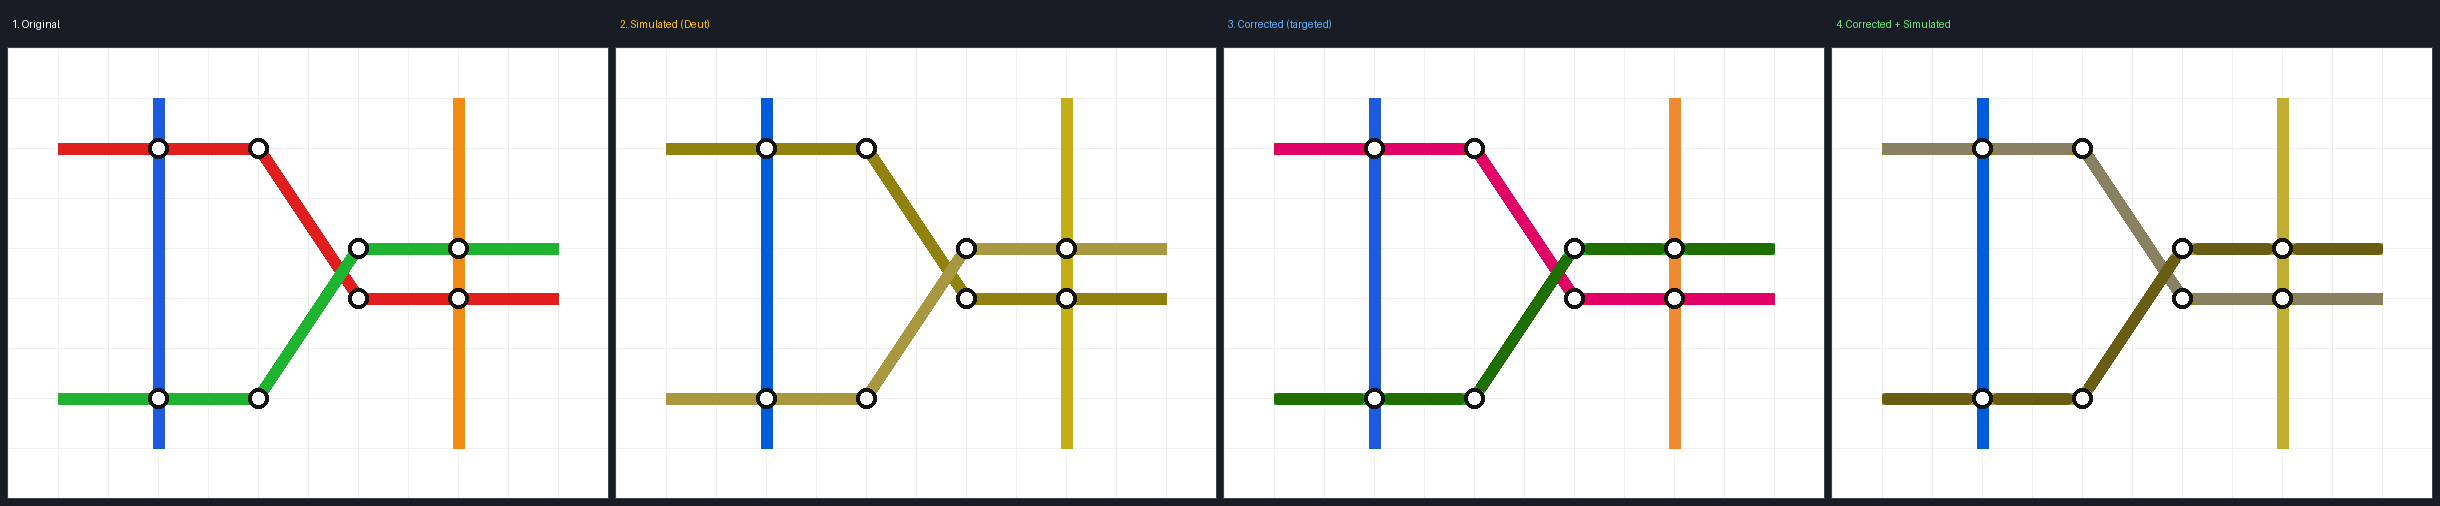 1. Original
2. Simulated (Deut)
3. Corrected (targeted)
4. Corrected + Simulated